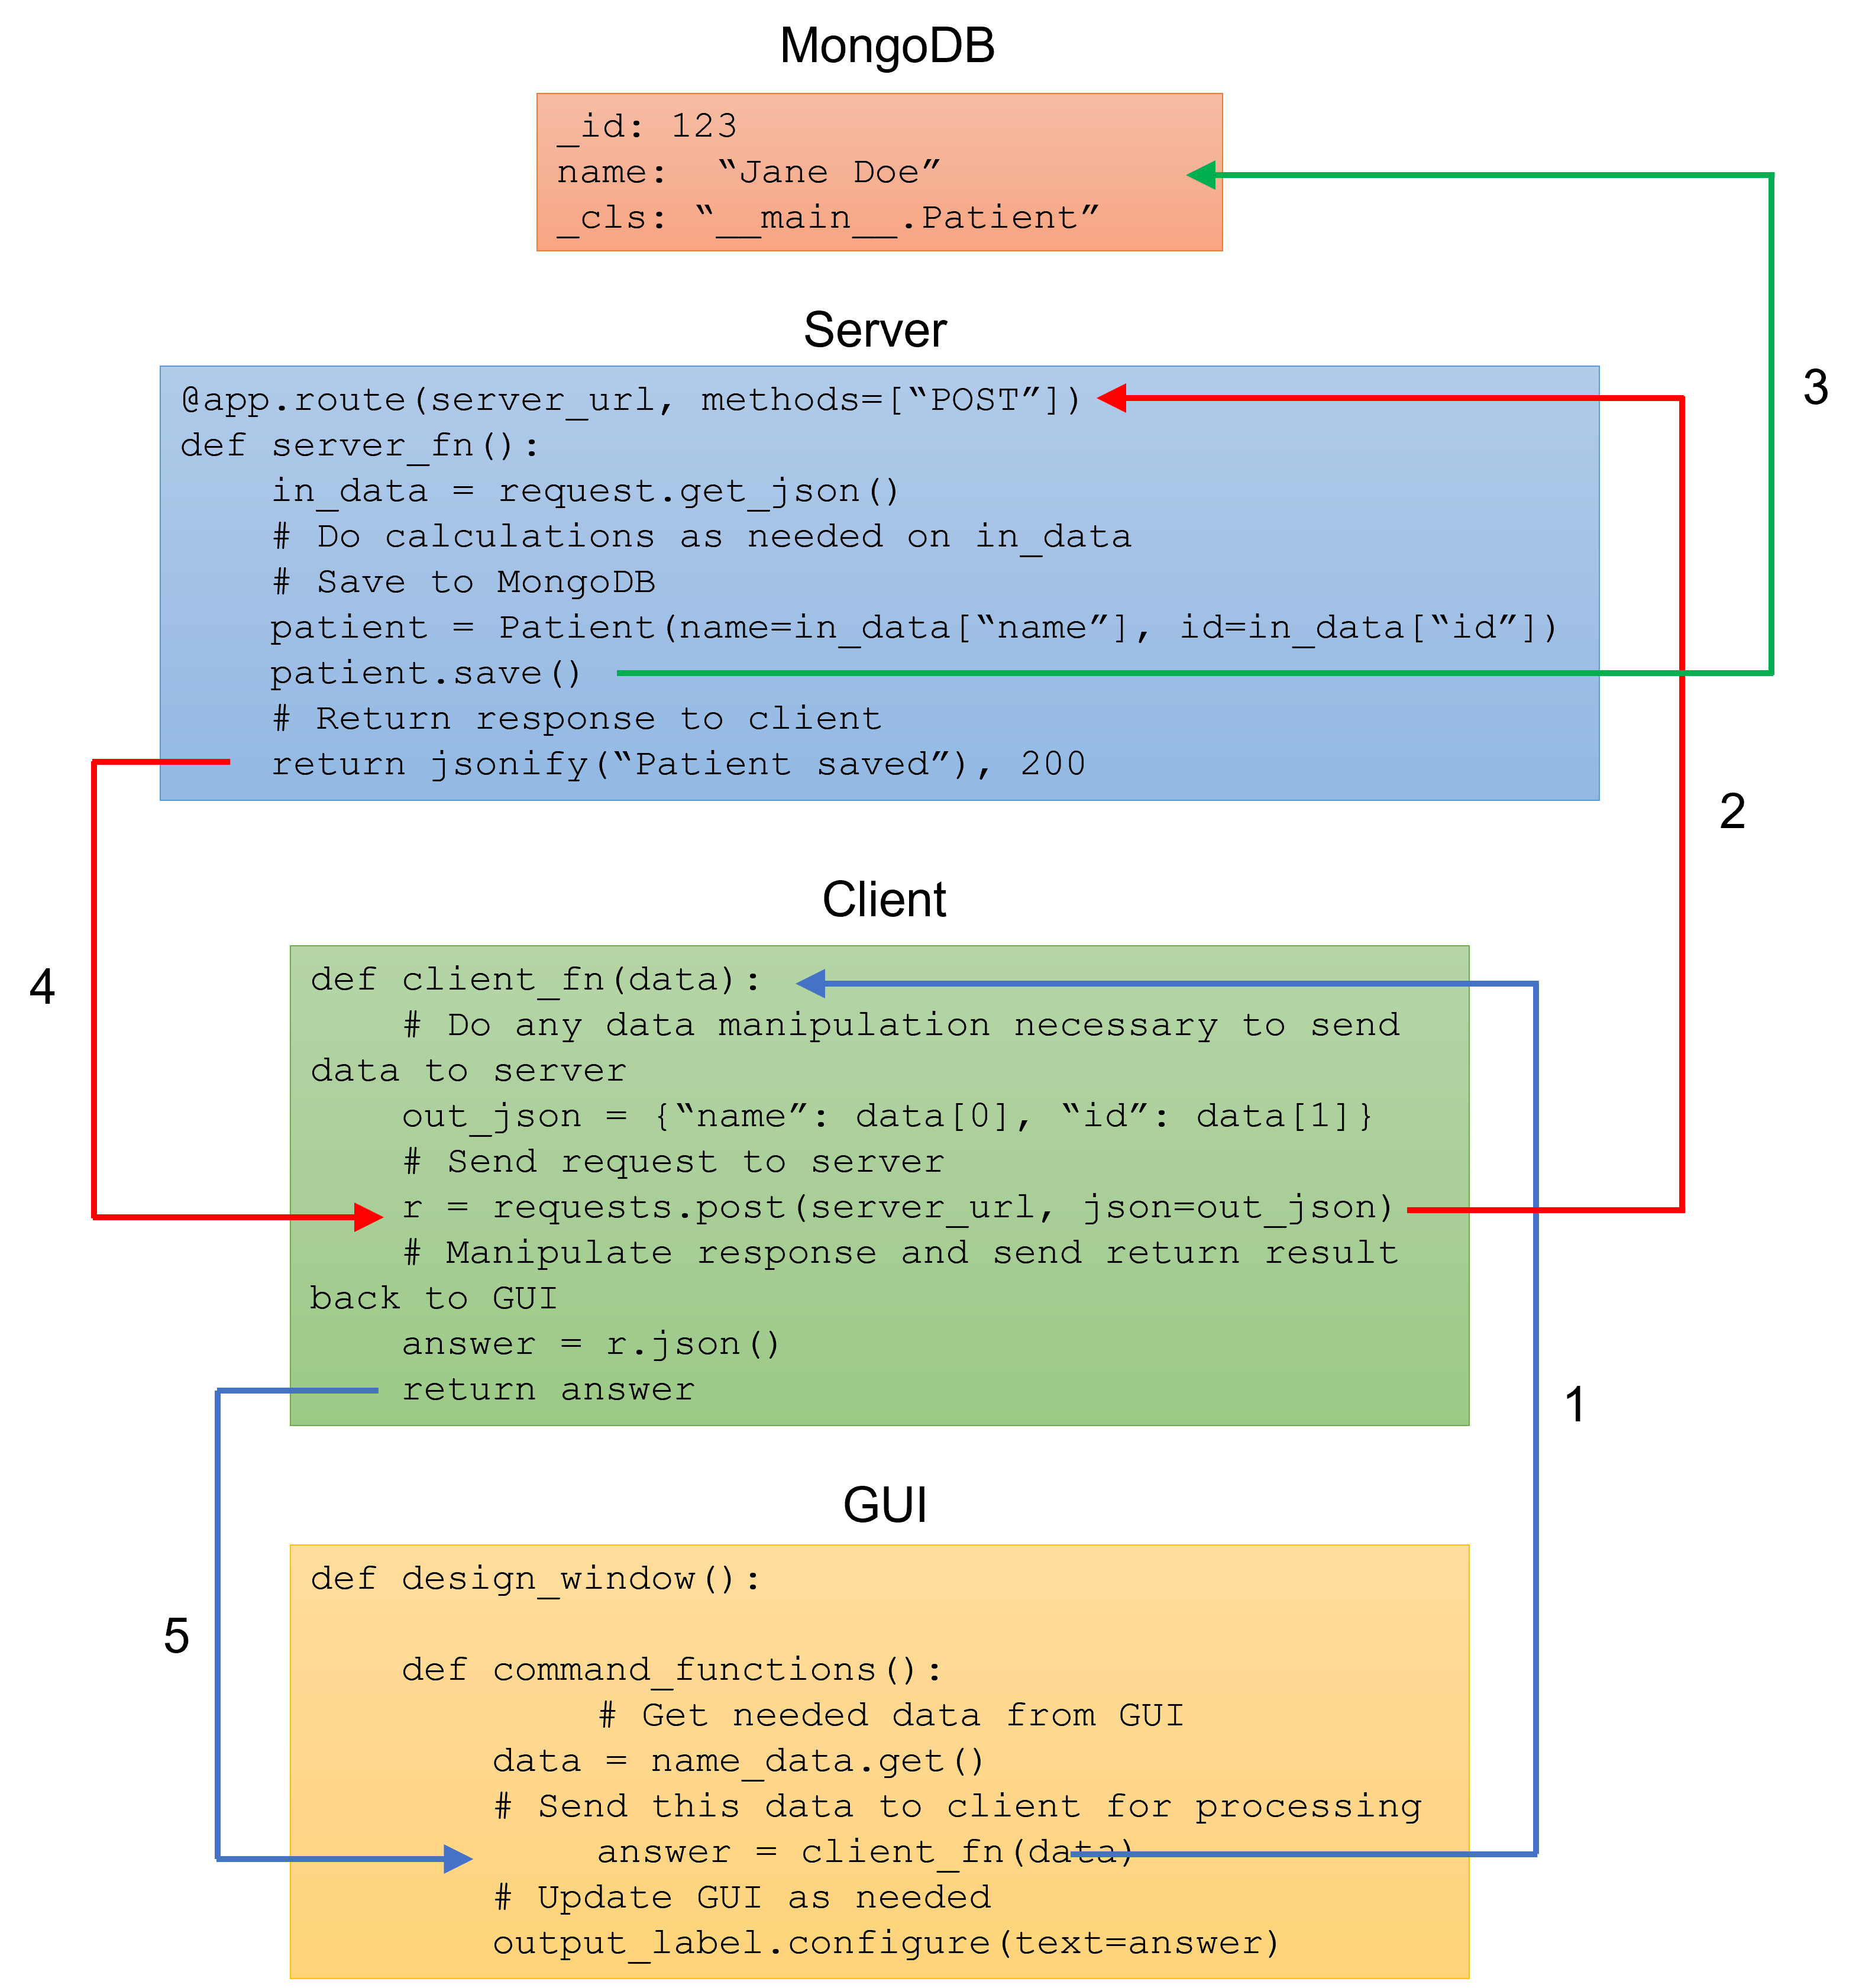 MongoDB
_id: 123
name:  “Jane Doe”
_cls: “__main__.Patient”
Server
3
@app.route(server_url, methods=[“POST”])
def server_fn():
    in_data = request.get_json()
    # Do calculations as needed on in_data
    # Save to MongoDB
    patient = Patient(name=in_data[“name”], id=in_data[“id”])
    patient.save()
    # Return response to client
    return jsonify(“Patient saved”), 200
2
Client
4
def client_fn(data):
    # Do any data manipulation necessary to send
data to server
    out_json = {“name”: data[0], “id”: data[1]}
    # Send request to server
    r = requests.post(server_url, json=out_json)
    # Manipulate response and send return result
back to GUI
    answer = r.json()
    return answer
1
GUI
5
def design_window():
    def command_functions():
            # Get needed data from GUI
        data = name_data.get()
        # Send this data to client for processing
            answer = client_fn(data)
        # Update GUI as needed
        output_label.configure(text=answer)